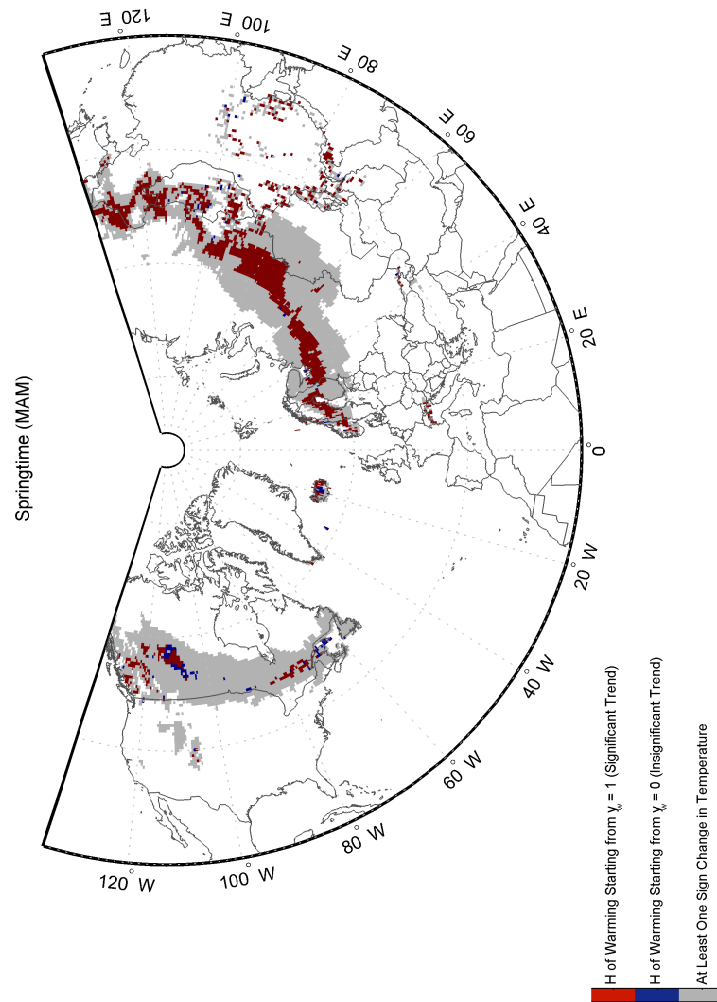 Springtime (MAM)
120 E
100 E
80 E
60 E
40 E
20 E
0
20 W
40 W
60 W
80 W
100 W
120 W
H of Warming Starting from γw = 1 (Significant Trend)
H of Warming Starting from γw = 0 (Insignificant Trend)
At Least One Sign Change in Temperature